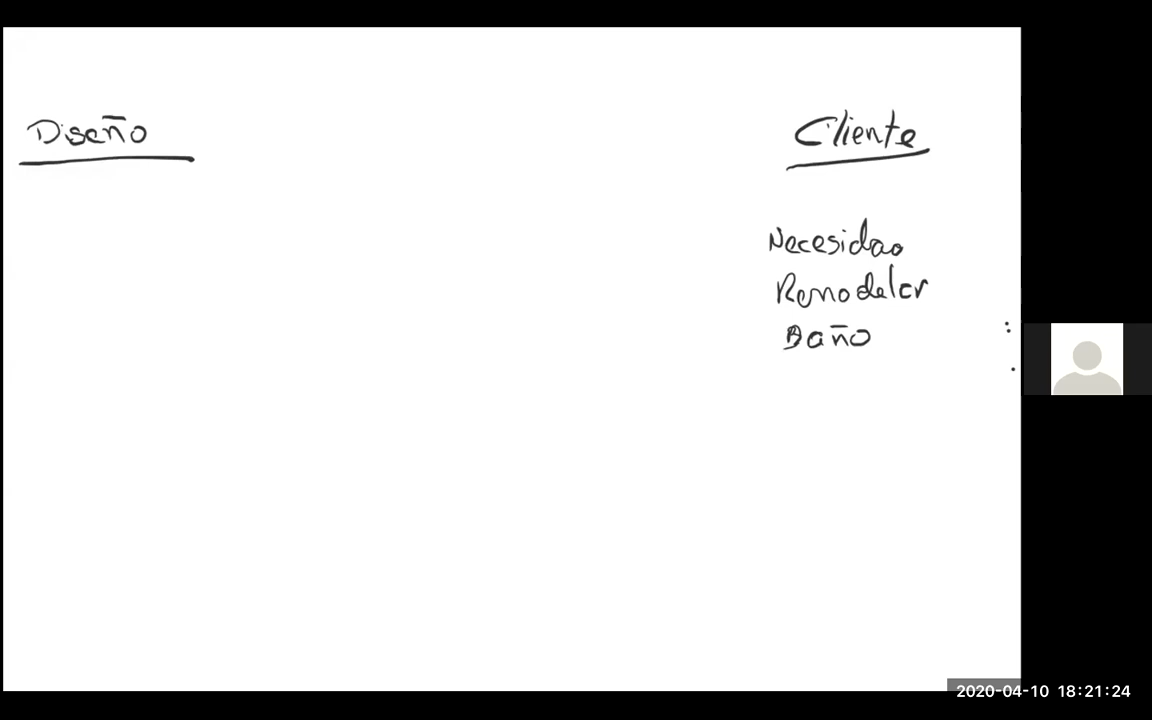 Diseño
Cliente
Necesidad
Remodelar
Baño
2020-04-10 18:21:24